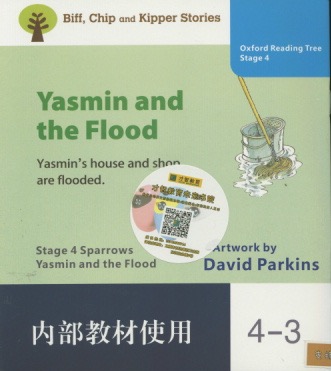 Biff, Chip and Kipper Stories
Oxford Reading Tree
Stage 4
Yasmin and
the Flood
Yasmin's house and shop
are flooded.
Stage 4 Sparrows
Yasmin and the Flood
Artwork by
David Parkins
内部教材使用
4-3